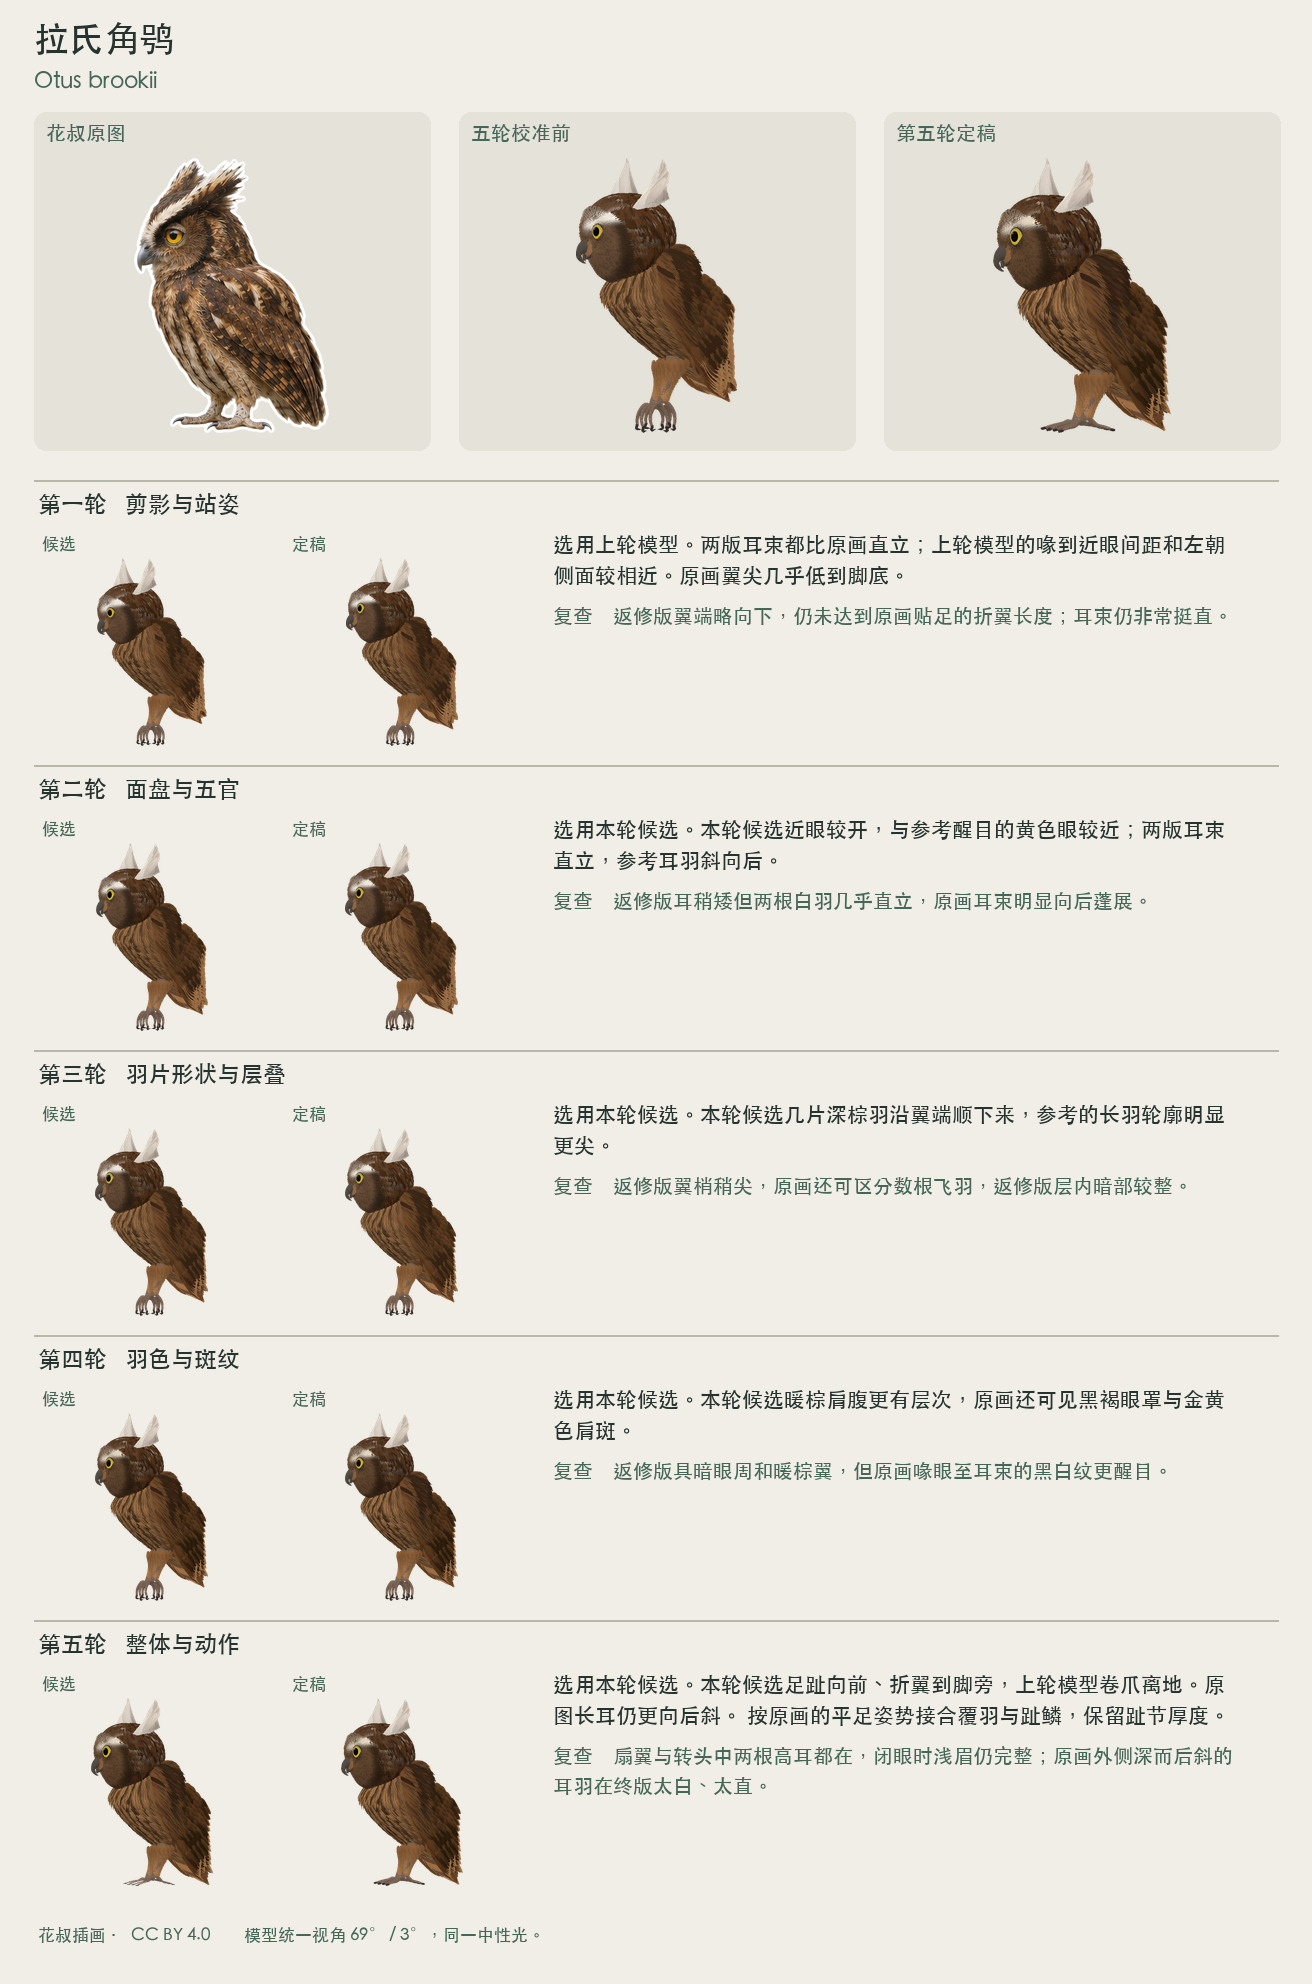 拉氏角鸮
Otus brookii
花叔原图
五轮校准前
第五轮定稿
第一轮 剪影与站姿
候选
定稿
选用上轮模型。两版耳束都比原画直立；上轮模型的喙到近眼间距和左朝
侧面较相近。原画翼尖几乎低到脚底。
复查 返修版翼端略向下，仍未达到原画贴足的折翼长度；耳束仍非常挺直。
第二轮 面盘与五官
候选
定稿
选用本轮候选。本轮候选近眼较开，与参考醒目的黄色眼较近；两版耳束
直立，参考耳羽斜向后。
复查 返修版耳稍矮但两根白羽几乎直立，原画耳束明显向后蓬展。
第三轮 羽片形状与层叠
候选
定稿
选用本轮候选。本轮候选几片深棕羽沿翼端顺下来，参考的长羽轮廓明显
更尖。
复查 返修版翼梢稍尖，原画还可区分数根飞羽，返修版层内暗部较整。
第四轮 羽色与斑纹
候选
定稿
选用本轮候选。本轮候选暖棕肩腹更有层次，原画还可见黑褐眼罩与金黄
色肩斑。
复查 返修版具暗眼周和暖棕翼，但原画喙眼至耳束的黑白纹更醒目。
第五轮 整体与动作
候选
定稿
选用本轮候选。本轮候选足趾向前、折翼到脚旁，上轮模型卷爪离地。原
图长耳仍更向后斜。 按原画的平足姿势接合覆羽与趾鳞，保留趾节厚度。
复查 扇翼与转头中两根高耳都在，闭眼时浅眉仍完整；原画外侧深而后斜的
耳羽在终版太白、太直。
花叔插画 · CC BY 4.0 模型统一视角 69° / 3°，同一中性光。